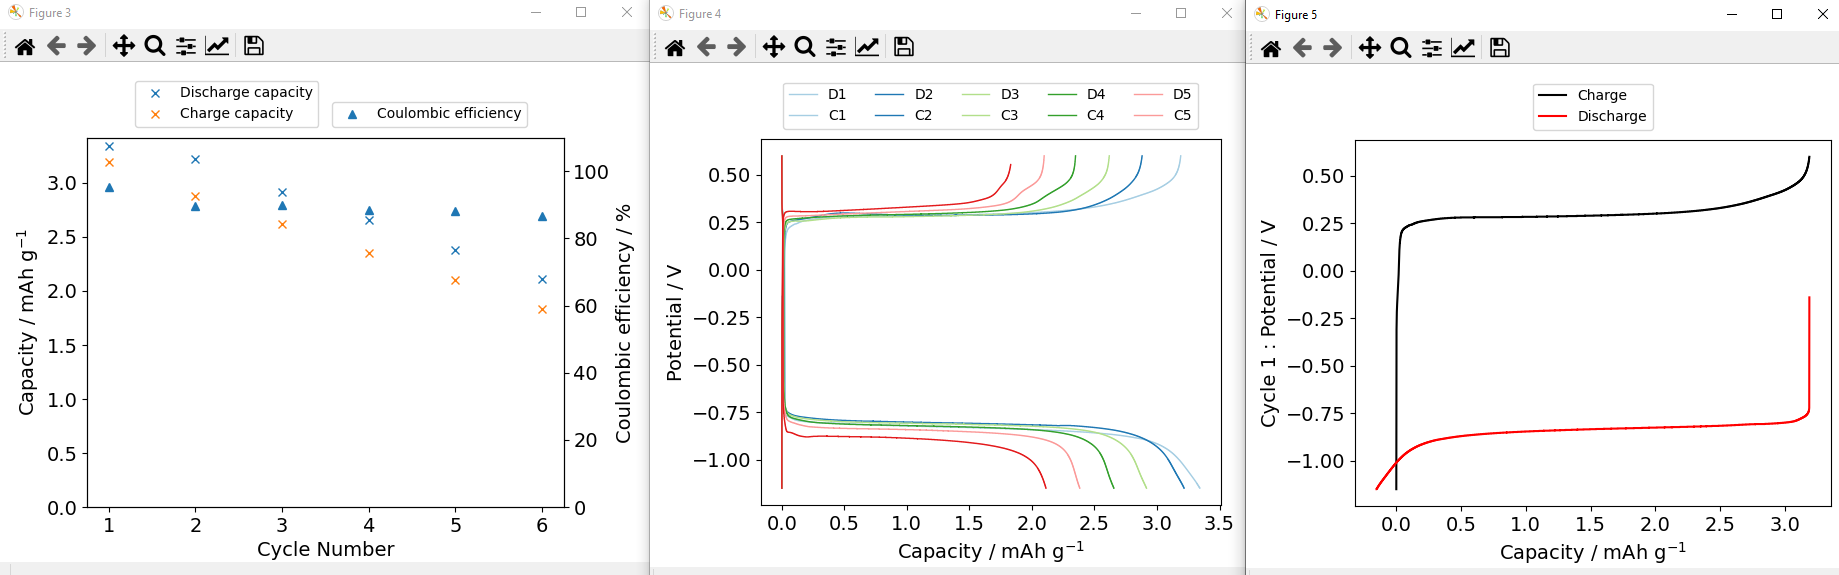 Figure 3
Discharge capacity
Charge capacity
Coulombic efficiency
Capacity / mAh g⁻¹
3.0
2.5
2.0
1.5
1.0
0.5
0.0
100
80
60
40
20
0
Coulombic efficiency / %
1 2 3 4 5 6
Cycle Number
Figure 4
D1 D2 D3 D4 D5
C1 C2 C3 C4 C5
Potential / V
0.50
0.25
0.00
−0.25
−0.50
−0.75
−1.00
0.0 0.5 1.0 1.5 2.0 2.5 3.0 3.5
Capacity / mAh g⁻¹
Figure 5
Charge
Discharge
Cycle 1 : Potential / V
0.50
0.25
0.00
−0.25
−0.50
−0.75
−1.00
0.0 0.5 1.0 1.5 2.0 2.5 3.0
Capacity / mAh g⁻¹